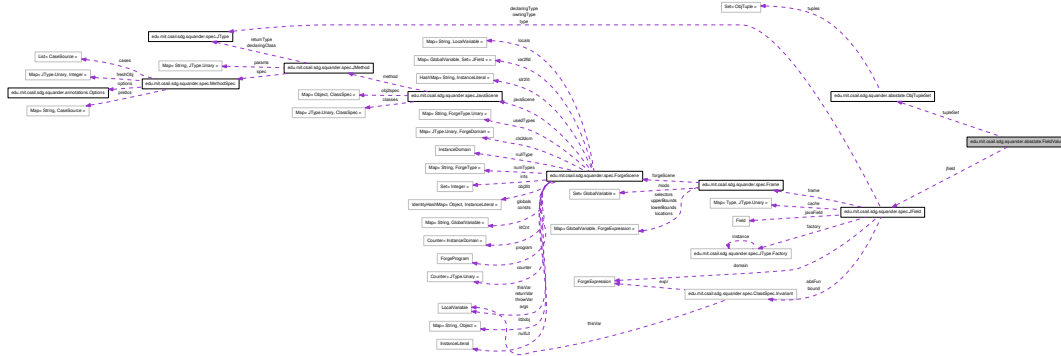 Set< ObjTuple >
declaringType
owningType
type
tuples
edu.mit.csail.sdg.squander.spec.JType
Map< String, LocalVariable >
locals
List< CaseSource >
returnType
declaringClass
Map< GlobalVariable, Set< JField > >
cases
Map< String, JType.Unary >
params
edu.mit.csail.sdg.squander.spec.JMethod
Map< JType.Unary, Integer >
freshObj
spec
HashMap< String, InstanceLiteral >
edu.mit.csail.sdg.squander.spec.MethodSpec
method
options
edu.mit.csail.sdg.squander.annotations.Options
Map< Object, ClassSpec >
edu.mit.csail.sdg.squander.spec.JavaScene
javaScene
edu.mit.csail.sdg.squander.absstate.ObjTupleSet
preds
Map< String, CaseSource >
classes
Map< JType.Unary, ClassSpec >
Map< String, ForgeType.Unary >
usedTypes
tupleSet
Map< JType.Unary, ForgeDomain >
edu.mit.csail.sdg.squander.absstate.FieldValue
InstanceDomain
nullType
Map< String, ForgeType >
numTypes
edu.mit.csail.sdg.squander.spec.ForgeScene
forgeScene
jfield
Set< Integer >
ints
edu.mit.csail.sdg.squander.spec.Frame
mods
Set< GlobalVariable >
frame
IdentityHashMap< Object, InstanceLiteral >
selectors
upperBounds
lowerBounds
locations
Map< Type, JType.Unary >
cache
globals
consts
edu.mit.csail.sdg.squander.spec.JField
Map< String, GlobalVariable >
Field
javaField
Map< GlobalVariable, ForgeExpression >
litCnt
factory
Counter< InstanceDomain >
instance
program
ForgeProgram
edu.mit.csail.sdg.squander.spec.JType.Factory
counter
domain
Counter< JType.Unary >
ForgeExpression
expr
absFun
bound
edu.mit.csail.sdg.squander.spec.ClassSpec.Invariant
thisVar
returnVar
throwVar
args
LocalVariable
thisVar
Map< String, Object >
InstanceLiteral
nullLit